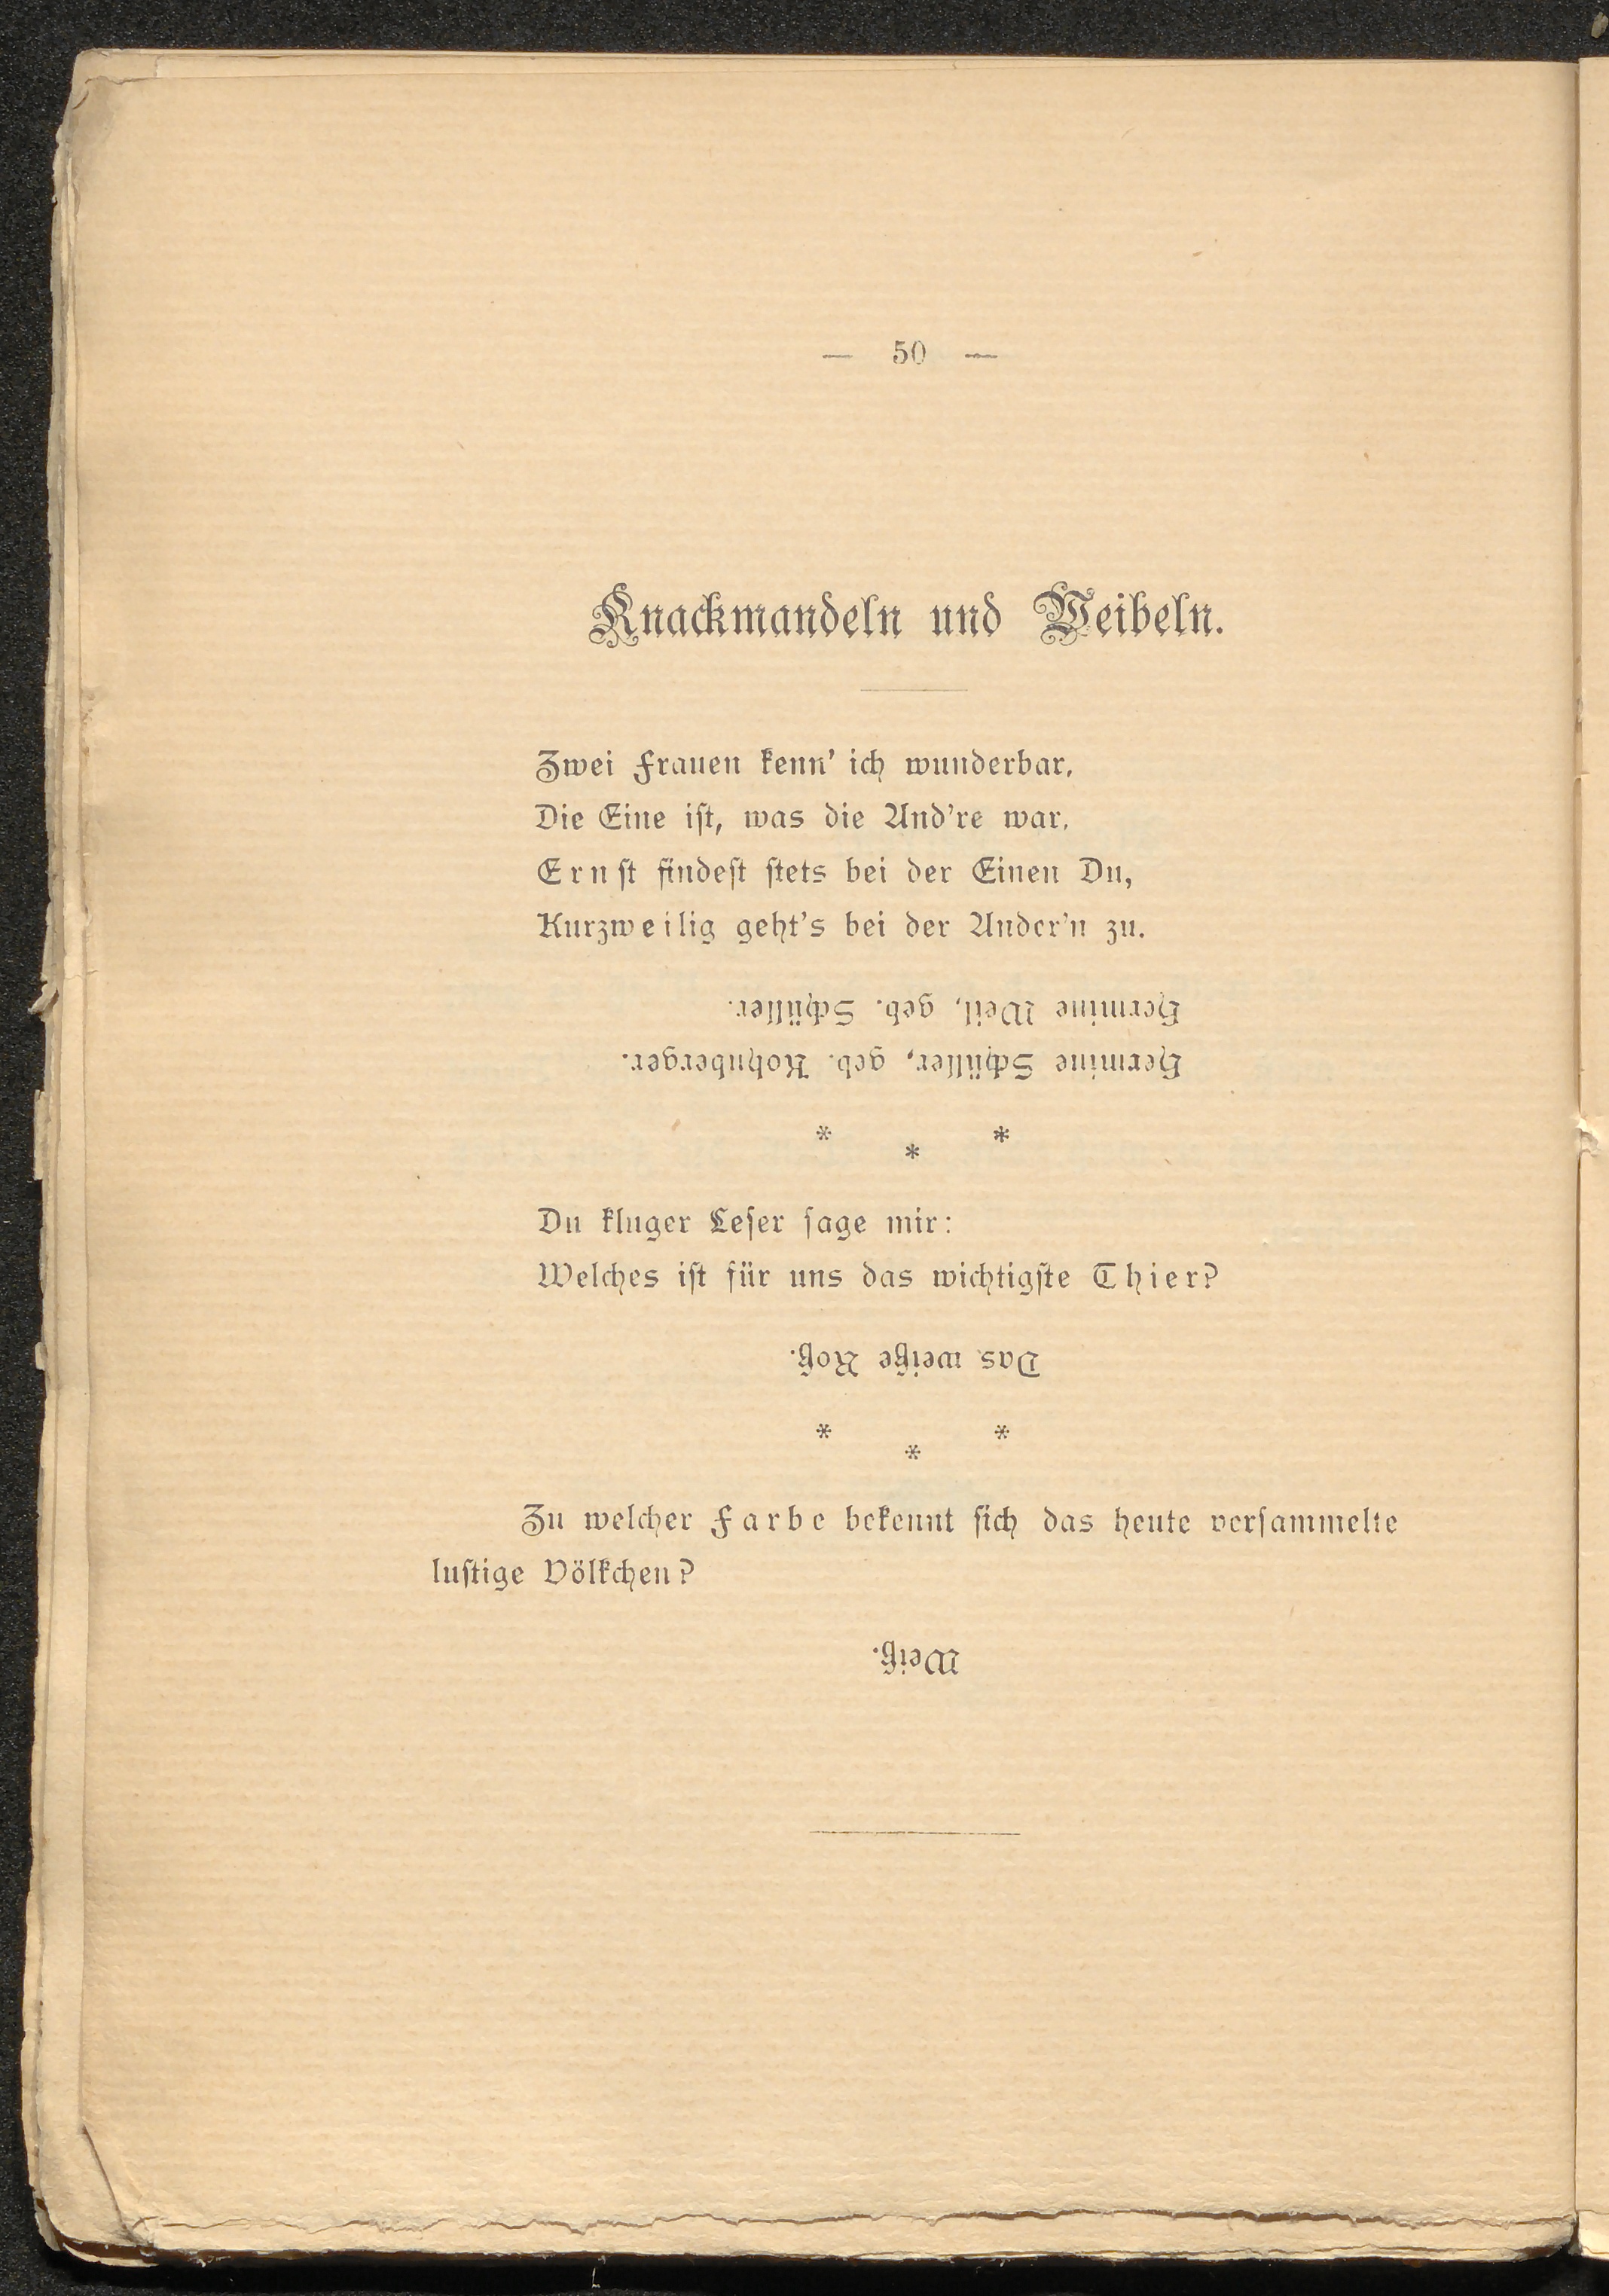 — 50 —
Knackmandeln und Weibeln.
Zwei Frauen kenn' ich wunderbar,
Die Eine ist, was die And're war,
Ernst findest stets bei der Einen Du,
Kurzweilig geht's bei der Ander'n zu.
Hermine Schüller, geb. Kohnberger.
Hermine Weil, geb. Schüller.
* * *
Du kluger Leser sage mir:
Welches ist für uns das wichtigste Thier?
Das weiße Roß.
* * *
Zu welcher Farbe bekennt sich das heute versammelte
lustige Völkchen?
Weiß.